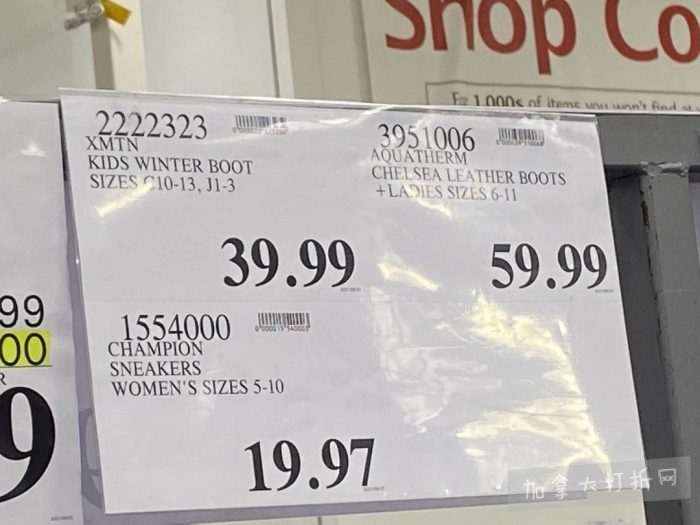 Shop Co
For 1,000s of items you won't find
2222323
XMTN
KIDS WINTER BOOT
SIZES C10-13, J1-3
39.99
3951006
AQUATHERM
CHELSEA LEATHER BOOTS
+LADIES SIZES 6-11
59.99
1554000
CHAMPION
SNEAKERS
WOMEN'S SIZES 5-10
19.97
99
00
R
9
加拿大打折网